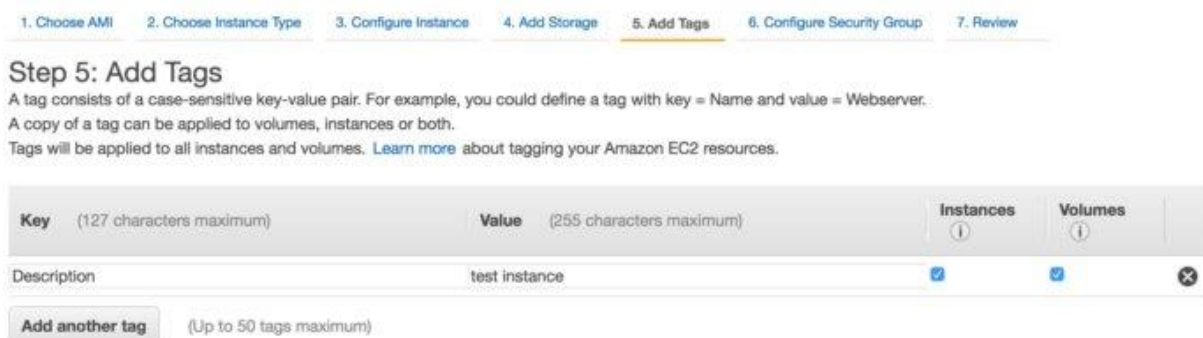 1. Choose AMI 2. Choose Instance Type 3. Configure Instance 4. Add Storage 5. Add Tags 6. Configure Security Group 7. Review
Step 5: Add Tags
A tag consists of a case-sensitive key-value pair. For example, you could define a tag with key = Name and value = Webserver.
A copy of a tag can be applied to volumes, instances or both.
Tags will be applied to all instances and volumes. Learn more about tagging your Amazon EC2 resources.
Key (127 characters maximum) Value (255 characters maximum) Instances Volumes
Description test instance
Add another tag (Up to 50 tags maximum)